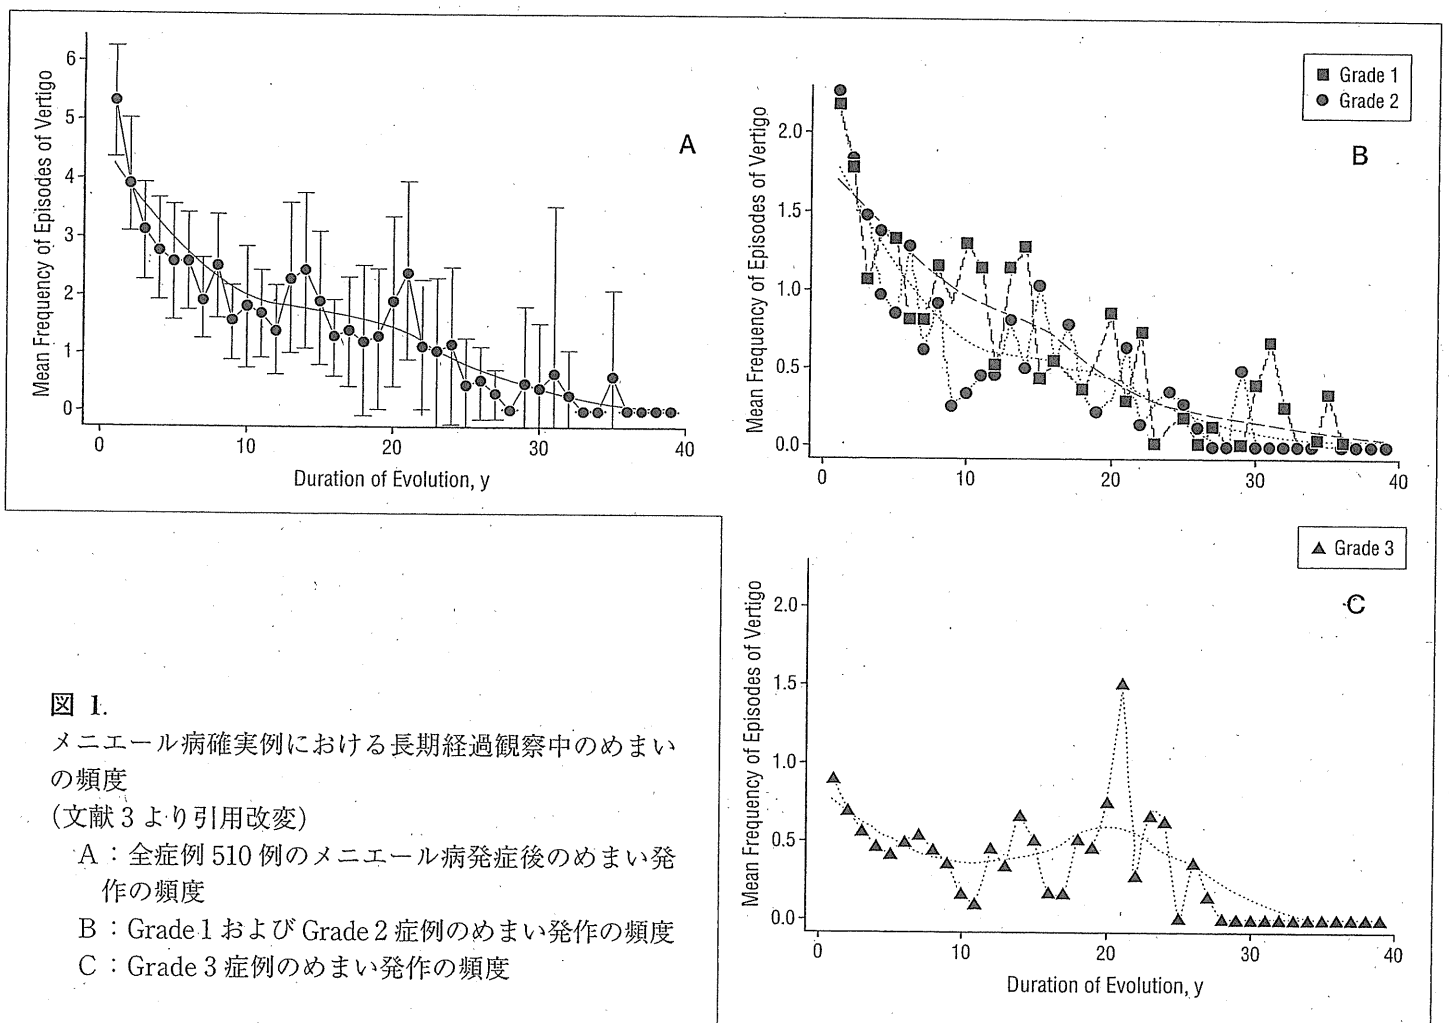 Mean Frequency of Episodes of Vertigo
6
5
4
3
2
1
0
0 10 20 30 40
Duration of Evolution, y
A
Mean Frequency of Episodes of Vertigo
2.0
1.5
1.0
0.5
0.0
0 10 20 30 40
Grade 1
Grade 2
B
Mean Frequency of Episodes of Vertigo
2.0
1.5
1.0
0.5
0.0
0 10 20 30 40
Duration of Evolution, y
Grade 3
C
図 1.
メニエール病確実例における長期経過観察中のめまい
の頻度
(文献 3 より引用改変)
A：全症例 510 例のメニエール病発症後のめまい発
作の頻度
B：Grade 1 および Grade 2 症例のめまい発作の頻度
C：Grade 3 症例のめまい発作の頻度